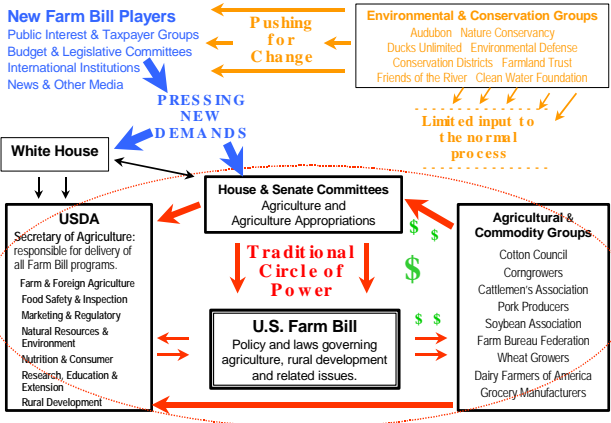 New Farm Bill Players
Public Interest & Taxpayer Groups
Budget & Legislative Committees
International Institutions
News & Other Media
Pushing
for
Change
Environmental & Conservation Groups
Audubon Nature Conservancy
Ducks Unlimited Environmental Defense
Conservation Districts Farmland Trust
Friends of the River Clean Water Foundation
PRESSING
NEW
DEMANDS
Limited input to
the normal
process
White House
House & Senate Committees
Agriculture and
Agriculture Appropriations
USDA
Secretary of Agriculture:
responsible for delivery of
all Farm Bill programs.
Farm & Foreign Agriculture
Food Safety & Inspection
Marketing & Regulatory
Natural Resources &
Environment
Nutrition & Consumer
Research, Education &
Extension
Rural Development
Traditional
Circle of
Power
$ $
$
$ $
U.S. Farm Bill
Policy and laws governing
agriculture, rural development
and related issues.
Agricultural &
Commodity Groups
Cotton Council
Corngrowers
Cattlemen's Association
Pork Producers
Soybean Association
Farm Bureau Federation
Wheat Growers
Dairy Farmers of America
Grocery Manufacturers